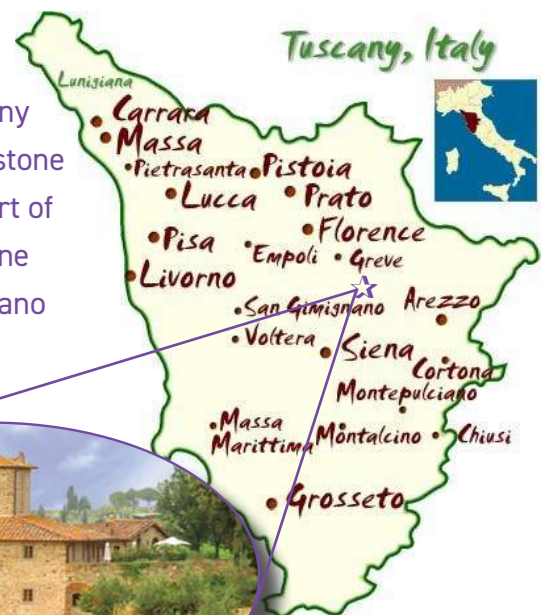 Tuscany, Italy
Lunigiana
Carrara
Massa
Pietrasanta
Pistoia
Lucca
Prato
Florence
Pisa
Empoli
Greve
Livorno
San Gimignano
Arezzo
Voltera
Siena
Cortona
Montepulciano
Massa
Marittima
Montalcino
Chiusi
Grosseto
ny
stone
rt of
ne
ano